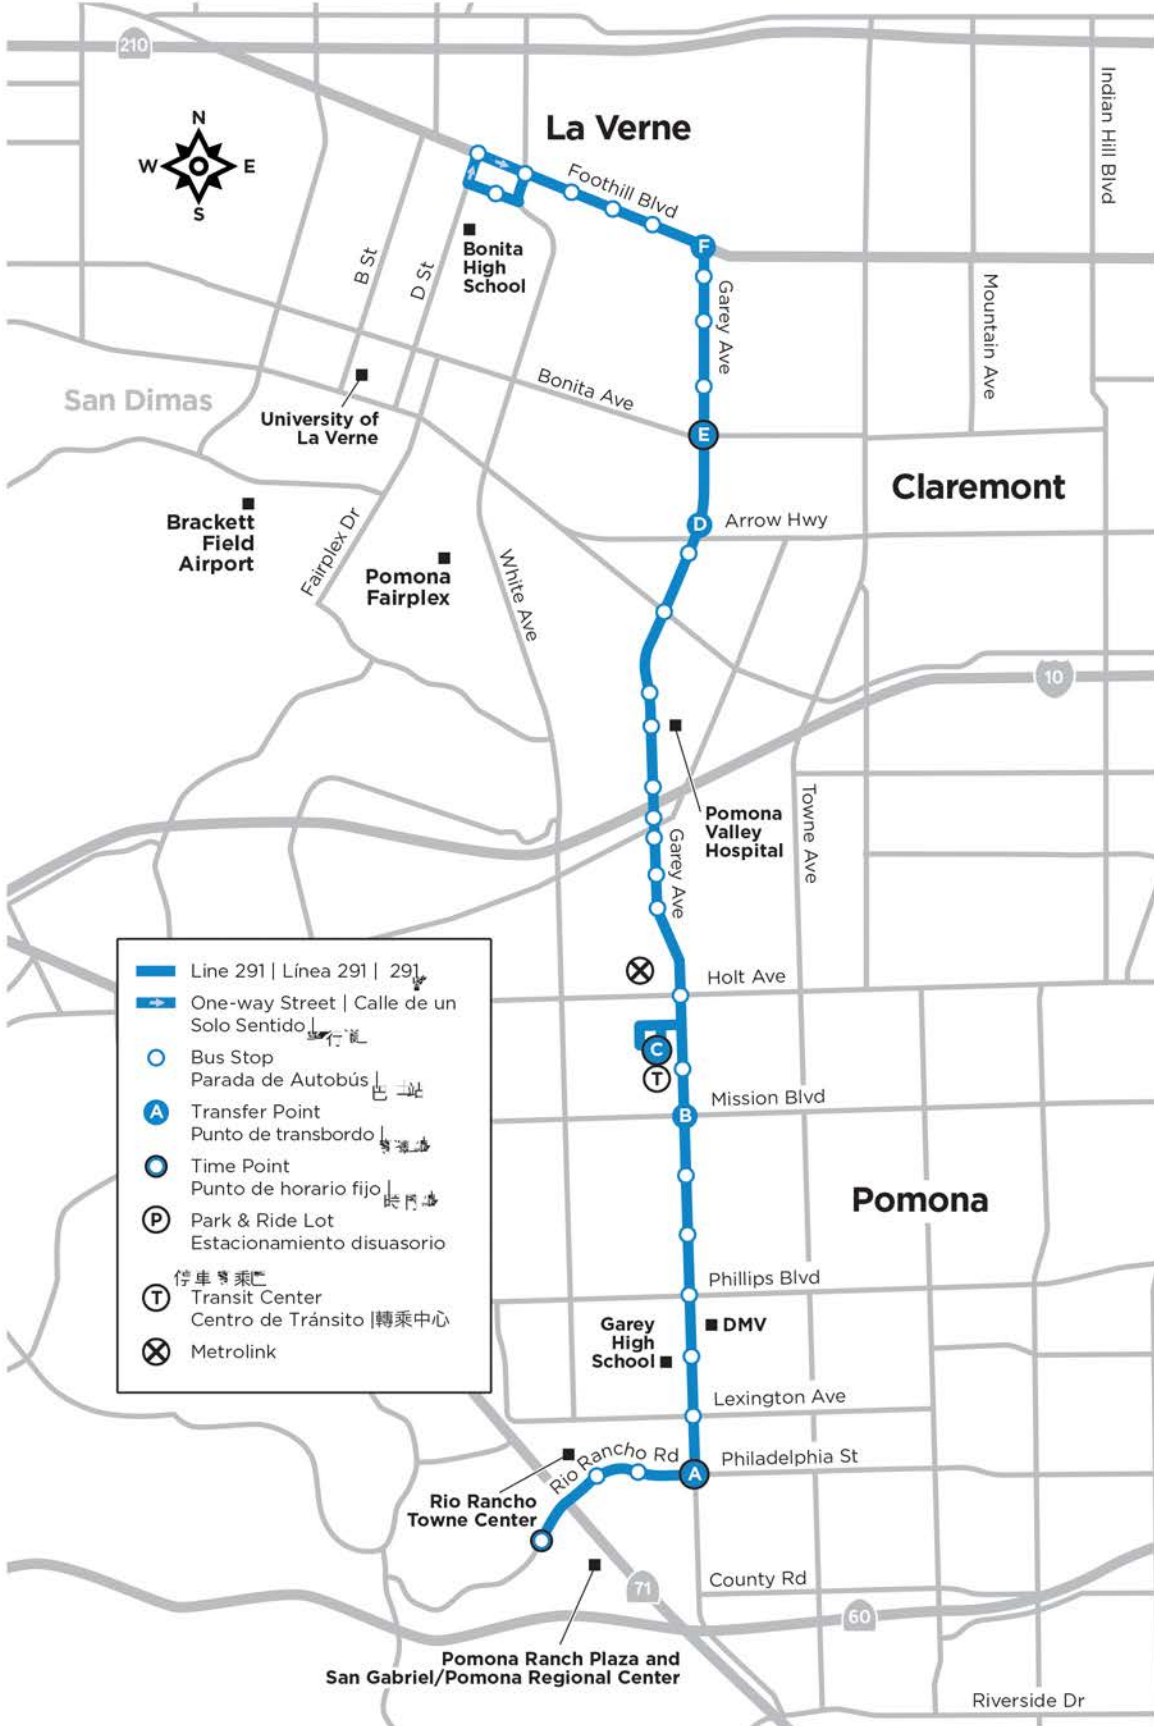 210
N
W E
S
La Verne
Foothill Blvd
Indian Hill Blvd
F
B St
D St
Bonita
High
School
Garey Ave
Mountain Ave
San Dimas
Bonita Ave
University of
La Verne
E
Claremont
Brackett
Field
Airport
Fairplex Dr
D
Arrow Hwy
Pomona
Fairplex
White Ave
10
Pomona
Valley
Hospital
Towne Ave
Garey Ave
Holt Ave
C
T
Mission Blvd
B
Pomona
Phillips Blvd
Garey
High
School
DMV
Lexington Ave
Rio Rancho Rd
A
Philadelphia St
Rio Rancho
Towne Center
71
County Rd
60
Pomona Ranch Plaza and
San Gabriel/Pomona Regional Center
Riverside Dr
Line 291 | Línea 291 | 291
One-way Street | Calle de un
Solo Sentido |
Bus Stop
Parada de Autobús |
A Transfer Point
Punto de transbordo |
Time Point
Punto de horario fijo |
P Park & Ride Lot
Estacionamiento disuasorio
T Transit Center
Centro de Tránsito |轉乘中心
Metrolink